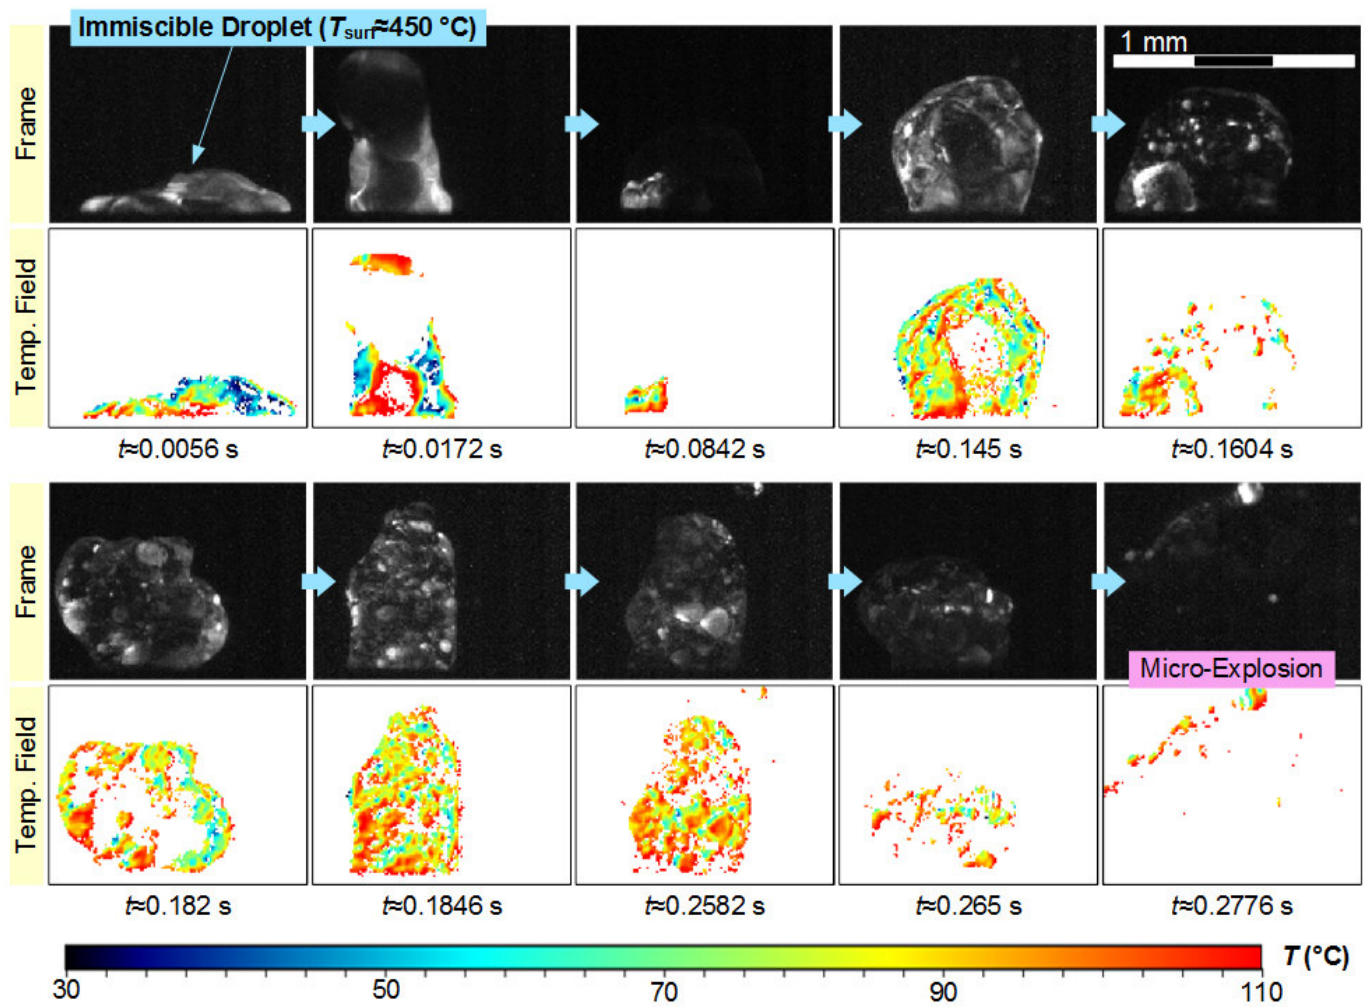 Immiscible Droplet (Tsurf≈450 °C)
1 mm
Frame
Temp. Field
t≈0.0056 s
t≈0.0172 s
t≈0.0842 s
t≈0.145 s
t≈0.1604 s
Frame
Micro-Explosion
Temp. Field
t≈0.182 s
t≈0.1846 s
t≈0.2582 s
t≈0.265 s
t≈0.2776 s
T (°C)
30 50 70 90 110